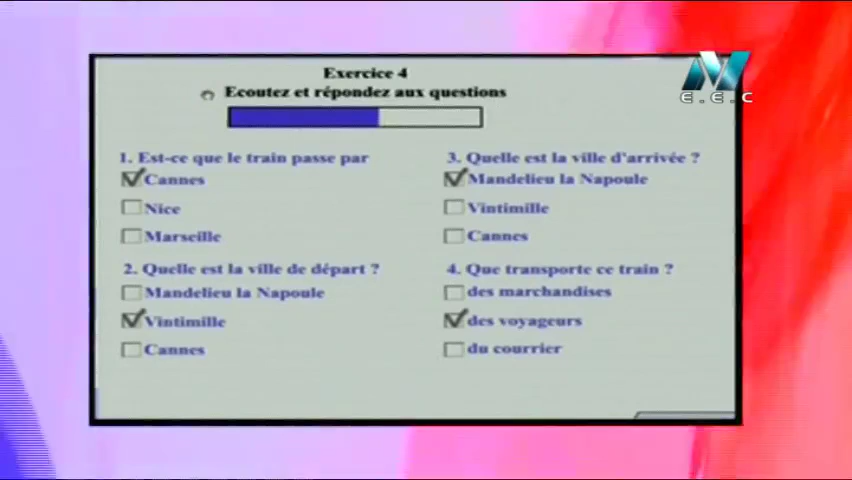 Exercice 4
Ecoutez et répondez aux questions
N
E.E.C
1. Est-ce que le train passe par
Cannes
Nice
Marseille
2. Quelle est la ville de départ ?
Mandelieu la Napoule
Vintimille
Cannes
3. Quelle est la ville d'arrivée ?
Mandelieu la Napoule
Vintimille
Cannes
4. Que transporte ce train ?
des marchandises
des voyageurs
du courrier